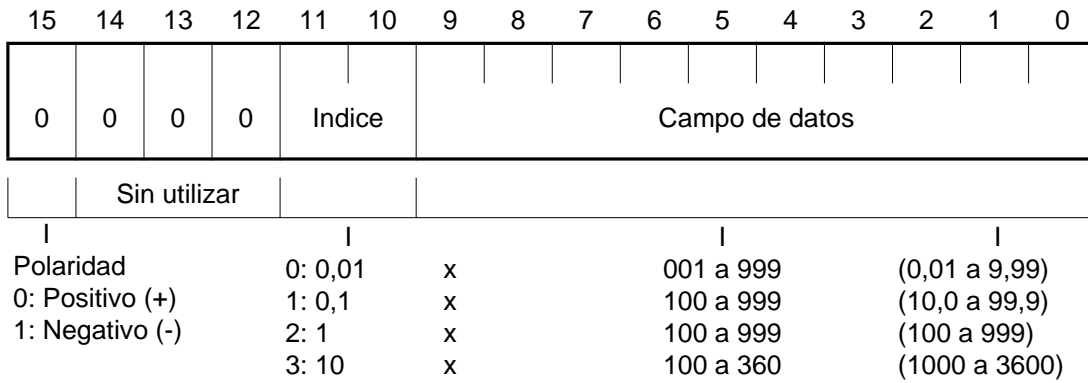 15 14 13 12 11 10 9 8 7 6 5 4 3 2 1 0
0 0 0 0 Indice Campo de datos
Sin utilizar
Polaridad 0: 0,01 x 001 a 999 (0,01 a 9,99)
0: Positivo (+) 1: 0,1 x 100 a 999 (10,0 a 99,9)
1: Negativo (-) 2: 1 x 100 a 999 (100 a 999)
3: 10 x 100 a 360 (1000 a 3600)